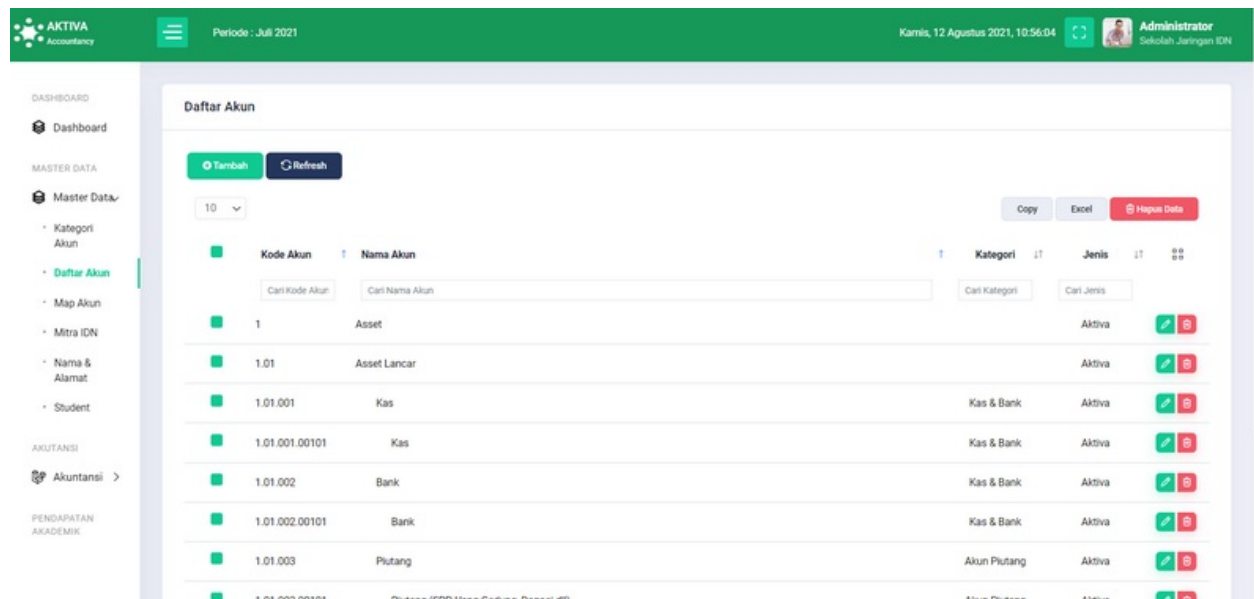 AKTIVA
Accountancy
Periode : Juli 2021
Kamis, 12 Agustus 2021, 10:56:04
Administrator
Sekolah Jaringan IDN
DASHBOARD
Dashboard
MASTER DATA
Master Data
Kategori
Akun
Daftar Akun
Map Akun
Mitra IDN
Nama &
Alamat
Student
AKUTANSI
Akuntansi
PENDAPATAN
AKADEMIK
Daftar Akun
Tambah Refresh
10 Copy Excel Hapus Data
Kode Akun Nama Akun Kategori Jenis
Cari Kode Akun Cari Nama Akun Cari Kategori Cari Jenis
1 Asset Aktiva
1.01 Asset Lancar Aktiva
1.01.001 Kas Kas & Bank Aktiva
1.01.001.00101 Kas Kas & Bank Aktiva
1.01.002 Bank Kas & Bank Aktiva
1.01.002.00101 Bank Kas & Bank Aktiva
1.01.003 Piutang Akun Piutang Aktiva